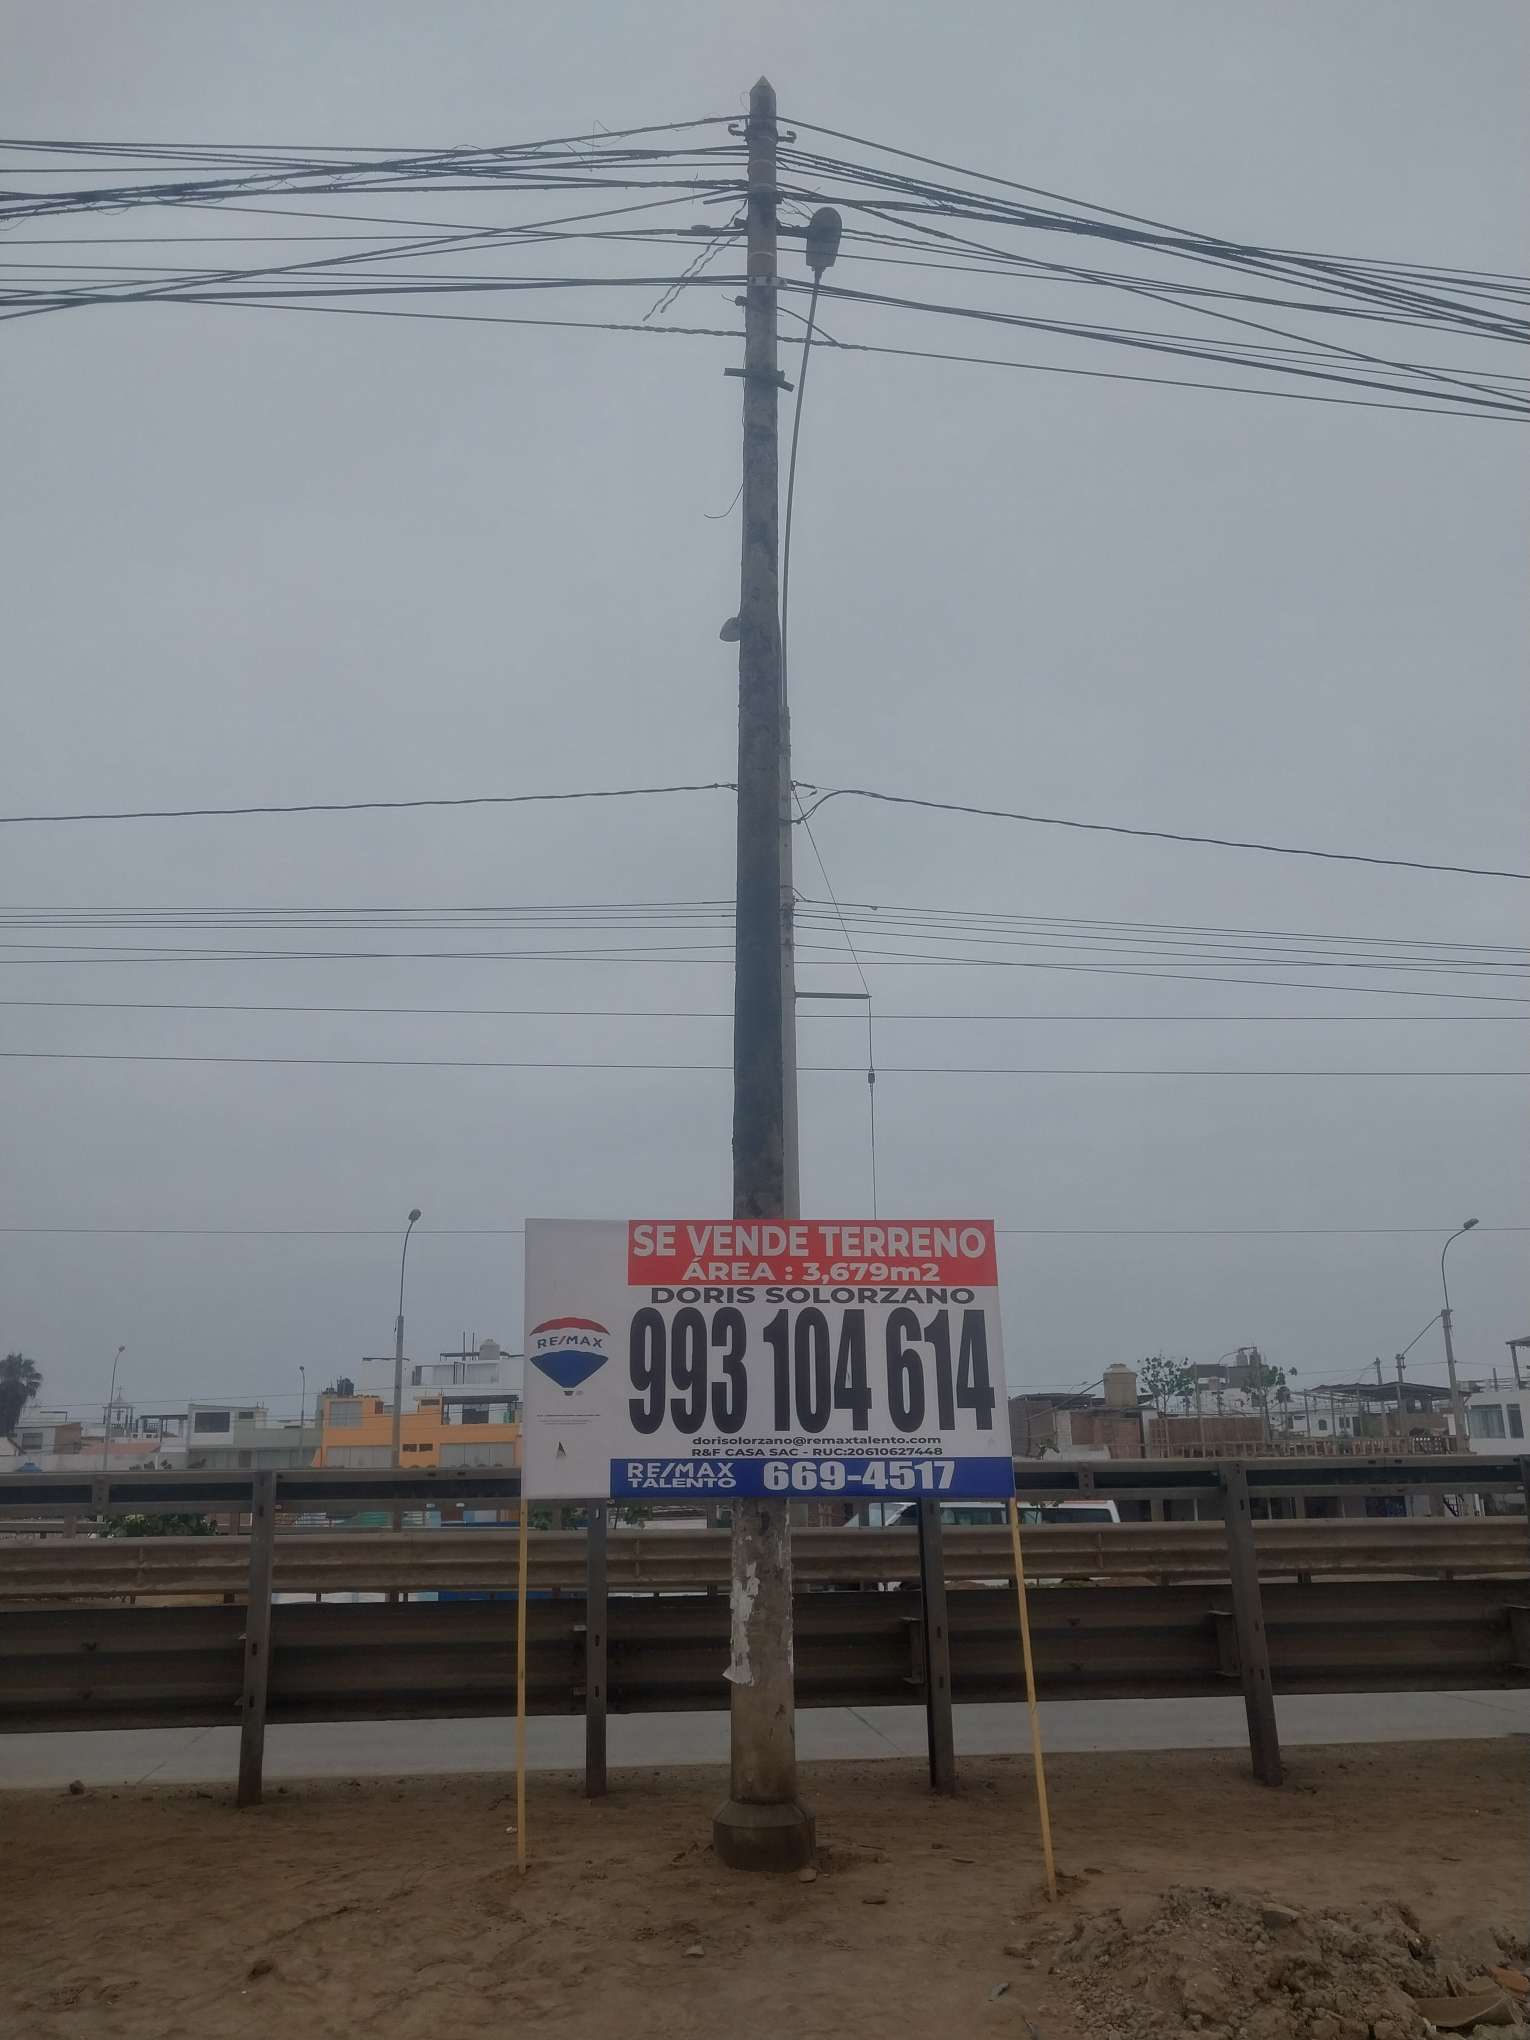 SE VENDE TERRENO
ÁREA : 3,679m2
DORIS SOLORZANO
RE/MAX
993 104 614
dorisolorzano@remaxtalento.com
R&F CASA SAC - RUC:20610627448
RE/MAX
TALENTO
669-4517